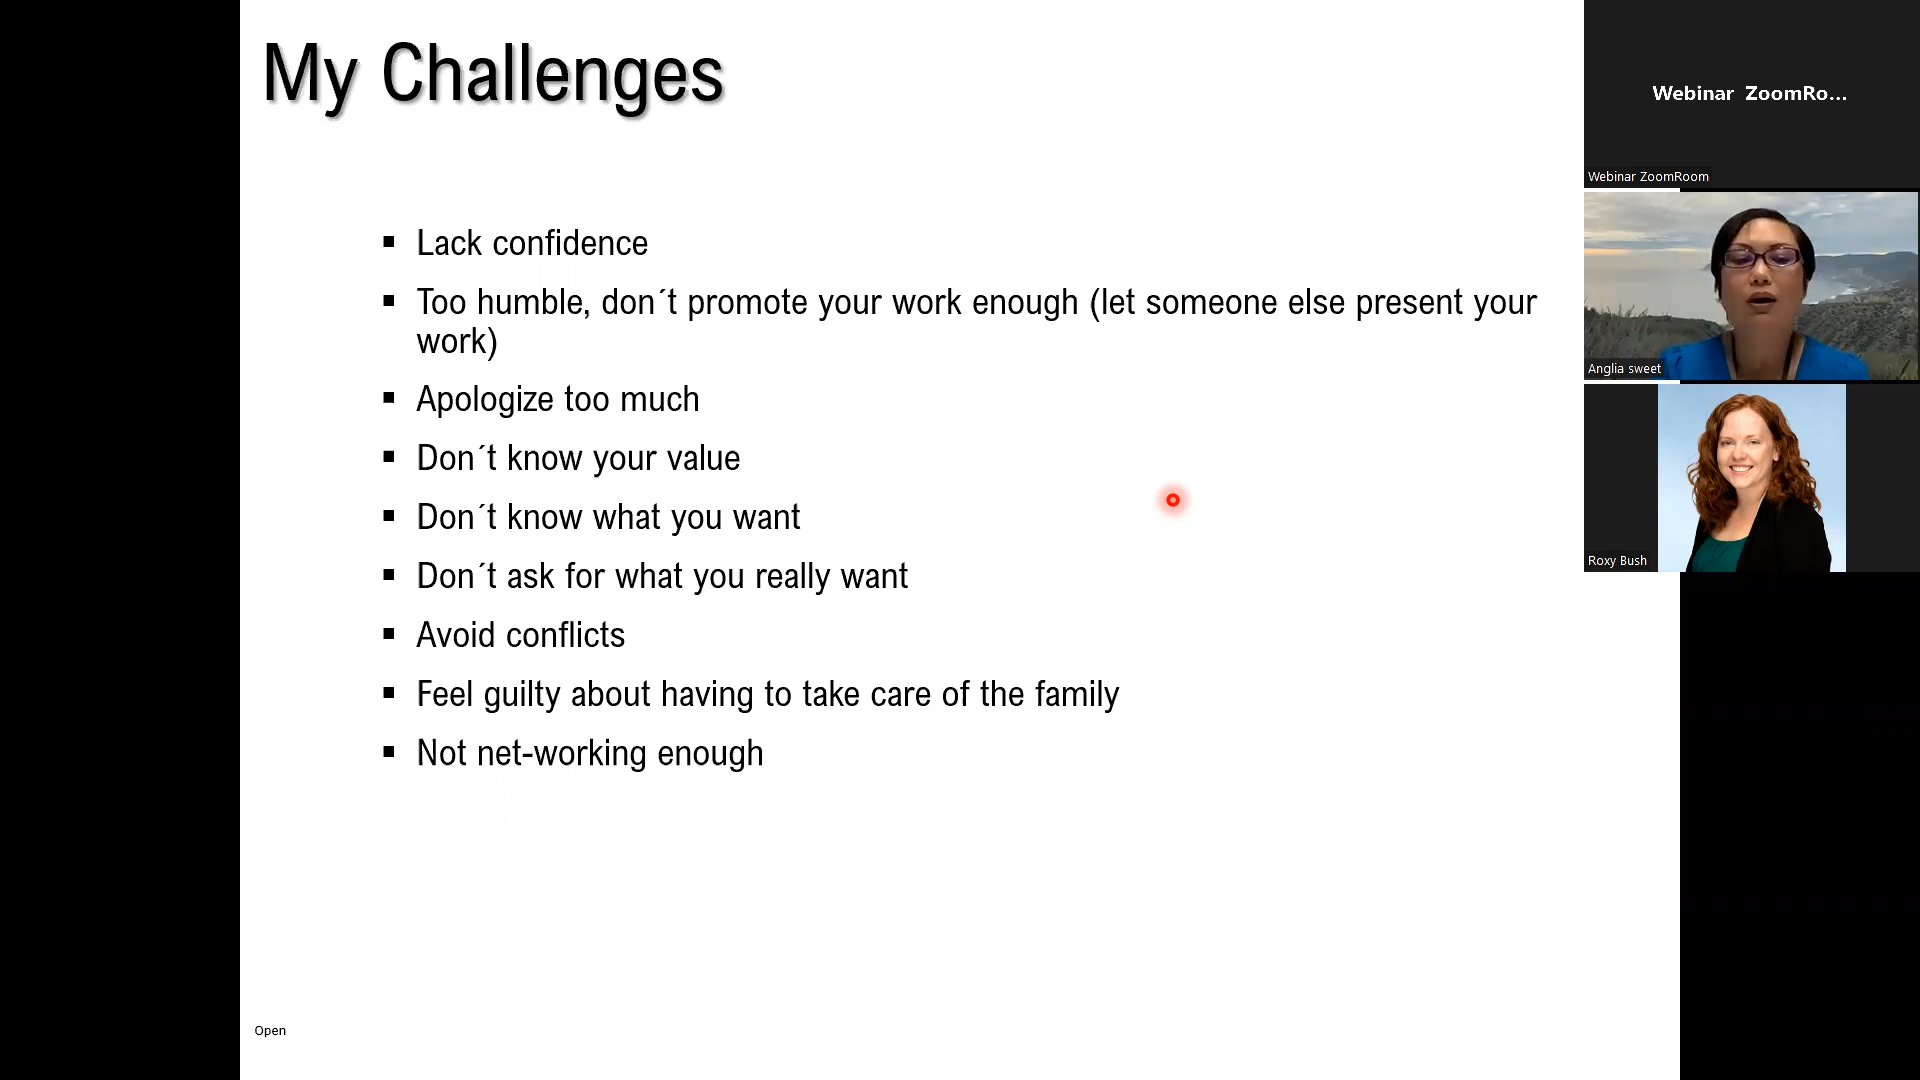 My Challenges
▪ Lack confidence
▪ Too humble, don´t promote your work enough (let someone else present your
work)
▪ Apologize too much
▪ Don´t know your value
▪ Don´t know what you want
▪ Don´t ask for what you really want
▪ Avoid conflicts
▪ Feel guilty about having to take care of the family
▪ Not net-working enough
Open
Webinar ZoomRo...
Webinar ZoomRoom
Anglia sweet
Roxy Bush